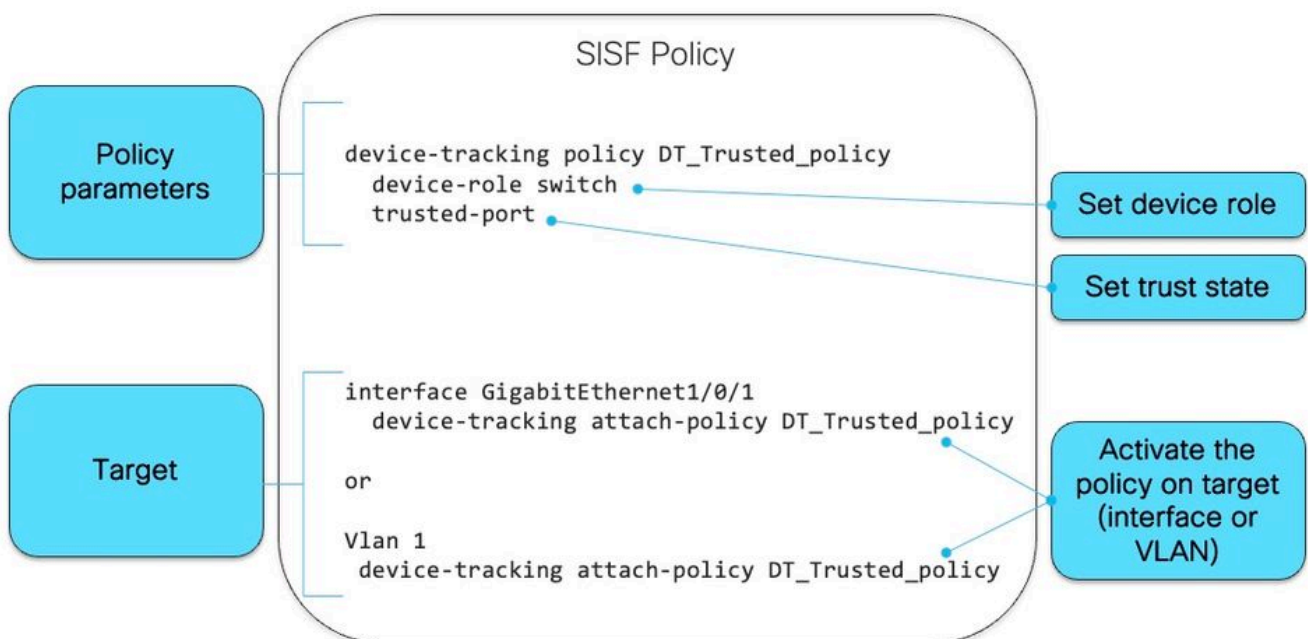 SISF Policy
Policy
parameters
device-tracking policy DT_Trusted_policy
device-role switch
trusted-port
Set device role
Set trust state
Target
interface GigabitEthernet1/0/1
device-tracking attach-policy DT_Trusted_policy
or
Vlan 1
device-tracking attach-policy DT_Trusted_policy
Activate the
policy on target
(interface or
VLAN)